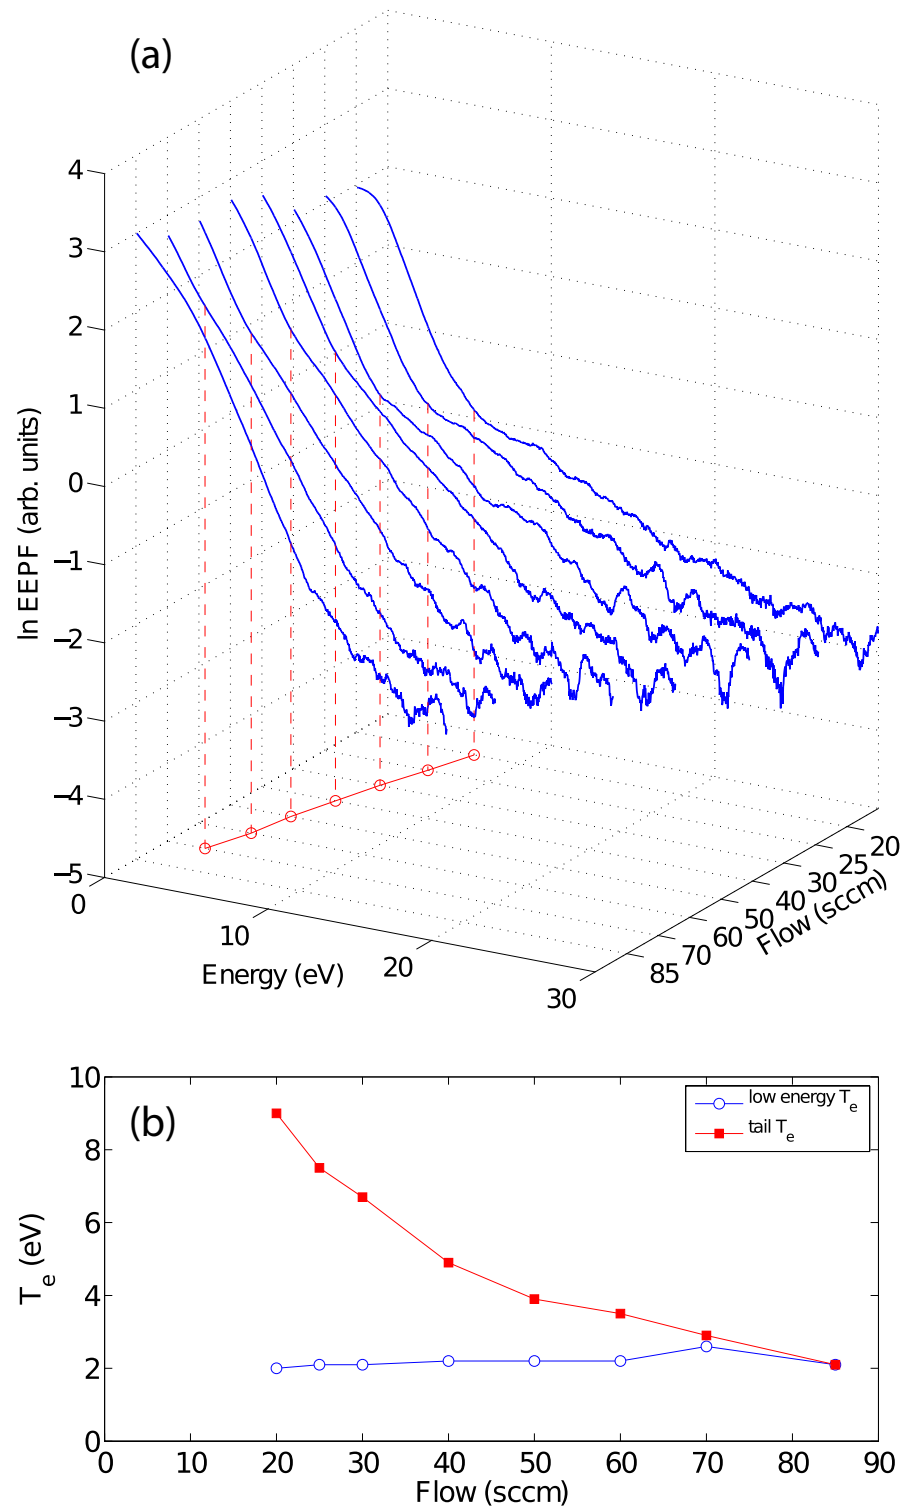 (a)
4
3
2
1
0
−1
−2
−3
−4
−5
ln EEPF (arb. units)
0
10
20
30
Energy (eV)
85
70
60
50
40
30
25
20
Flow (sccm)
(b)
low energy T_e
tail T_e
10
8
6
4
2
0
T_e (eV)
0 10 20 30 40 50 60 70 80 90
Flow (sccm)